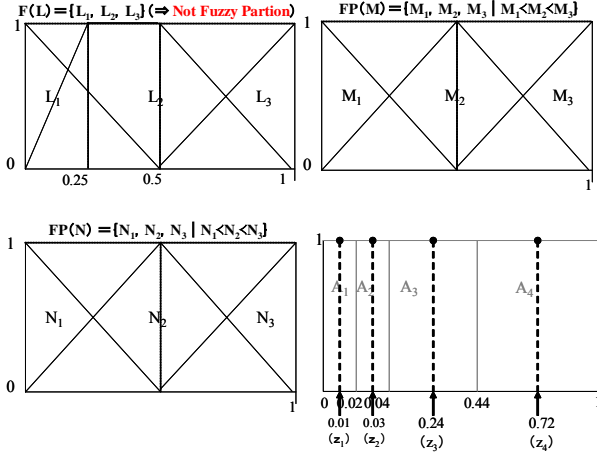 F(L)={L1, L2, L3}(⇒ Not Fuzzy Partion)
1
L1
L2
L3
0
0.25
0.5
1
FP(M)={M1, M2, M3 | M1<M2<M3}
1
M1
M2
M3
0
1
FP(N)={N1, N2, N3 | N1<N2<N3}
1
N1
N2
N3
0
1
1
A1
A2
A3
A4
0 0.02 0.04 0.44 1
0.01 0.03 0.24 0.72
(z1) (z2) (z3) (z4)